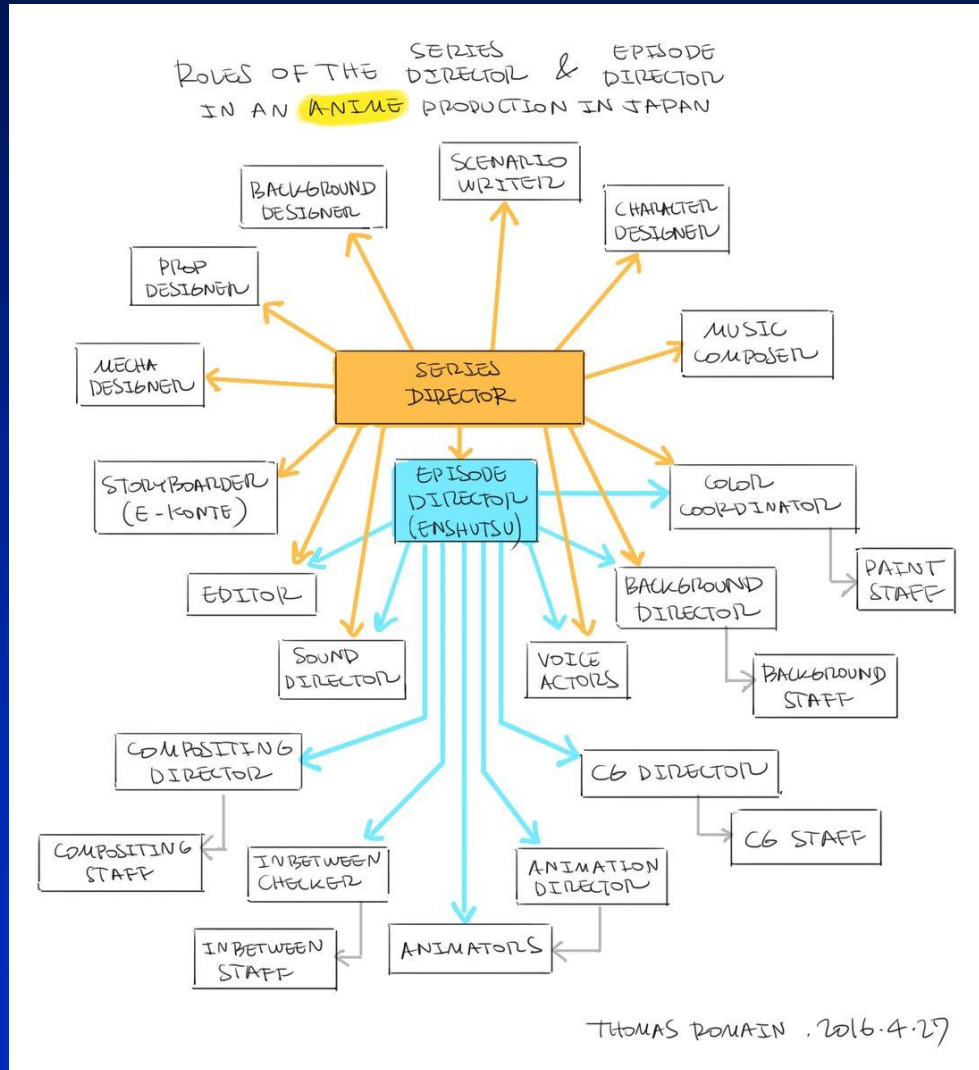 ROLES OF THE SERIES DIRECTOR & EPISODE DIRECTOR
IN AN ANIME PRODUCTION IN JAPAN
SCENARIO
WRITER
BACKGROUND
DESIGNER
CHARACTER
DESIGNER
PROP
DESIGNER
MUSIC
COMPOSER
MECHA
DESIGNER
SERIES
DIRECTOR
STORYBOARDER
(E-KONTE)
EPISODE
DIRECTOR
(ENSHUTSU)
COLOR
COORDINATOR
PAINT
STAFF
EDITOR
BACKGROUND
DIRECTOR
SOUND
DIRECTOR
VOICE
ACTORS
BACKGROUND
STAFF
COMPOSITING
DIRECTOR
CG DIRECTOR
COMPOSITING
STAFF
CG STAFF
INBETWEEN
CHECKER
ANIMATION
DIRECTOR
INBETWEEN
STAFF
ANIMATORS
THOMAS ROMAIN . 2016.4.27